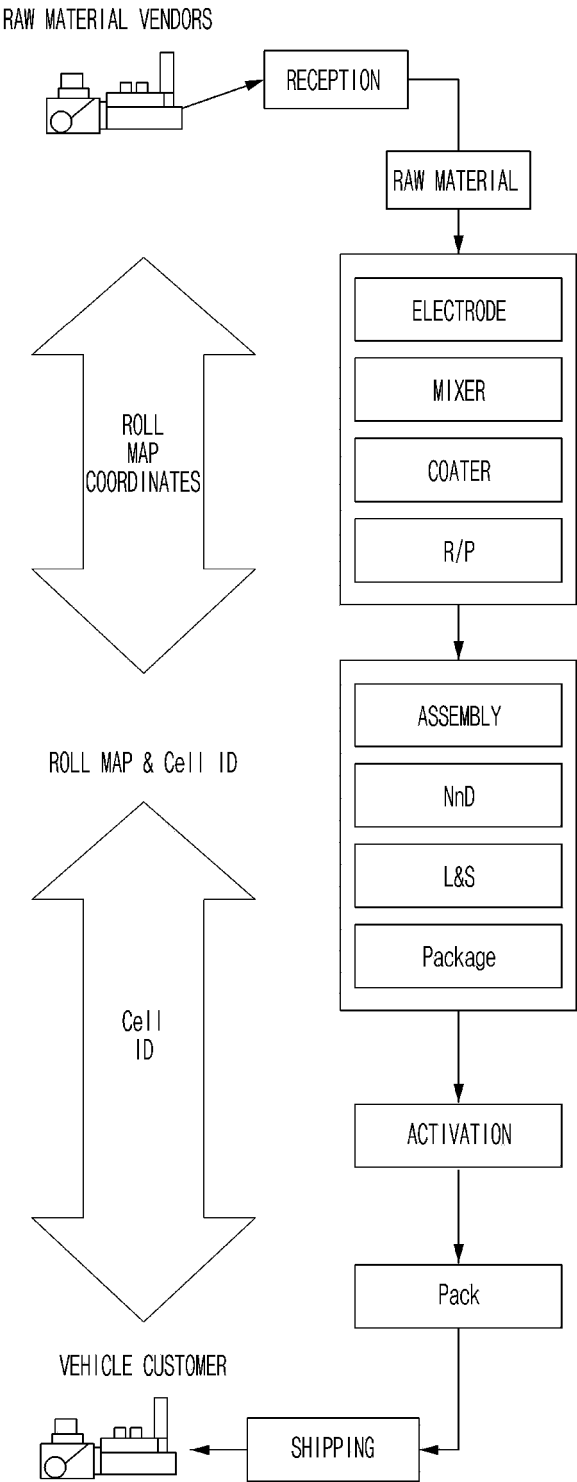 RAW MATERIAL VENDORS
RECEPTION
RAW MATERIAL
ELECTRODE
MIXER
COATER
R/P
ROLL
MAP
COORDINATES
ASSEMBLY
NnD
L&S
Package
ROLL MAP & Cell ID
Cell
ID
ACTIVATION
Pack
VEHICLE CUSTOMER
SHIPPING